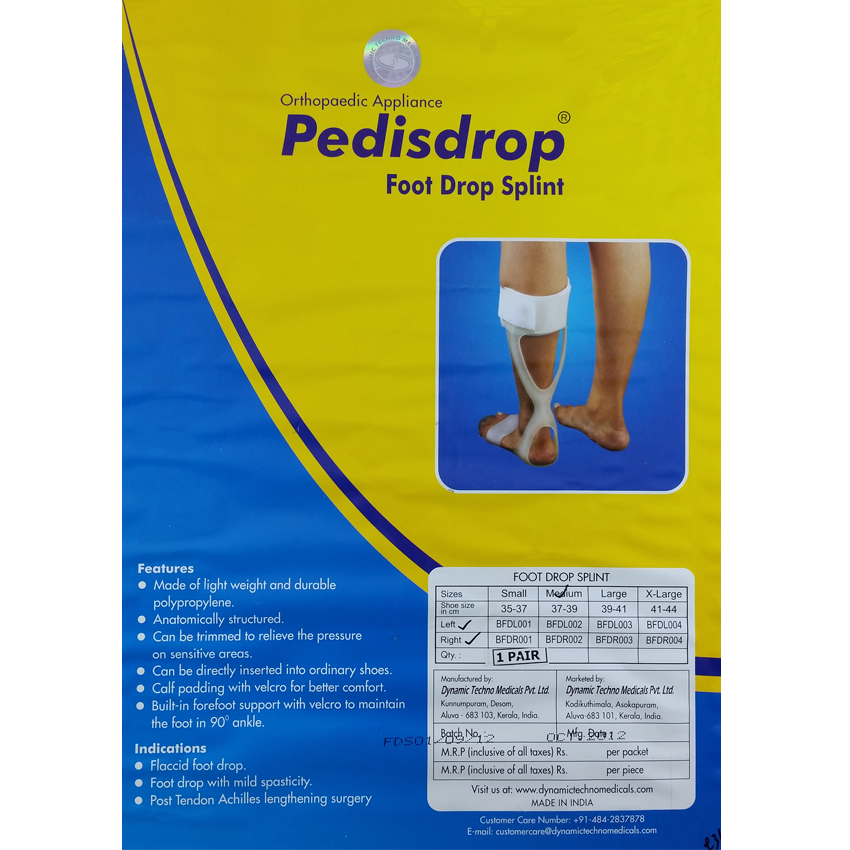 Orthopaedic Appliance
Pedisdrop®
Foot Drop Splint
Features
● Made of light weight and durable
polypropylene.
● Anatomically structured.
● Can be trimmed to relieve the pressure
on sensitive areas.
● Can be directly inserted into ordinary shoes.
● Calf padding with velcro for better comfort.
● Built-in forefoot support with velcro to maintain
the foot in 90⁰ ankle.
Indications
● Flaccid foot drop.
● Foot drop with mild spasticity.
● Post Tendon Achilles lengthening surgery
FOOT DROP SPLINT
Sizes Small Medium Large X-Large
Shoe size in cm 35-37 37-39 39-41 41-44
Left ✓ BFDL001 BFDL002 BFDL003 BFDL004
Right ✓ BFDR001 BFDR002 BFDR003 BFDR004
Qty. : 1 PAIR
Manufactured by:
Dynamic Techno Medicals Pvt. Ltd.
Kunnumpuram, Desom,
Aluva - 683 103, Kerala, India.
Marketed by:
Dynamic Techno Medicals Pvt. Ltd.
Kodikuthimala, Asokapuram,
Aluva-683 101, Kerala, India.
Batch No. Mfg. Date :
M.R.P (inclusive of all taxes) Rs. per packet
M.R.P (inclusive of all taxes) Rs. per piece
Visit us at: www.dynamictechnomedicals.com
MADE IN INDIA
Customer Care Number: +91-484-2837878
E-mail: customercare@dynamictechnomedicals.com